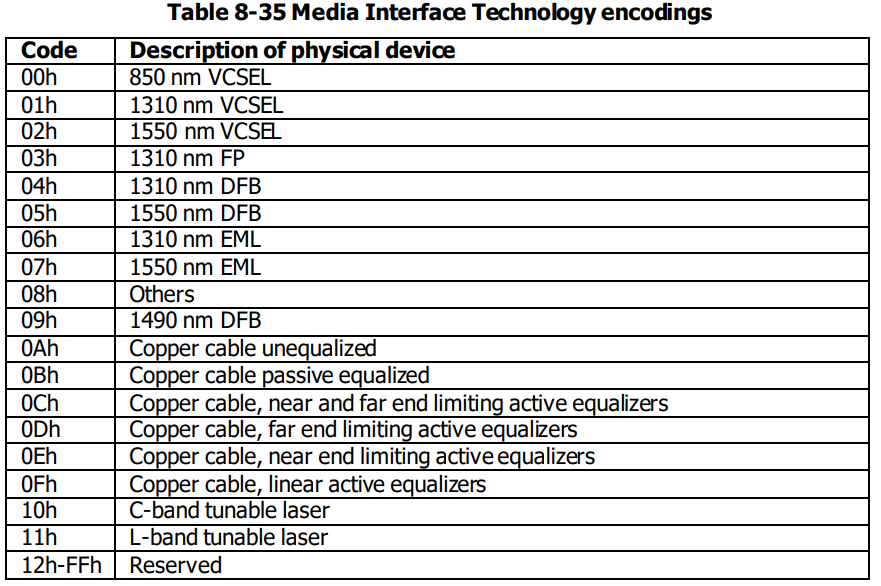 Table 8-35 Media Interface Technology encodings
Code Description of physical device
00h 850 nm VCSEL
01h 1310 nm VCSEL
02h 1550 nm VCSEL
03h 1310 nm FP
04h 1310 nm DFB
05h 1550 nm DFB
06h 1310 nm EML
07h 1550 nm EML
08h Others
09h 1490 nm DFB
0Ah Copper cable unequalized
0Bh Copper cable passive equalized
0Ch Copper cable, near and far end limiting active equalizers
0Dh Copper cable, far end limiting active equalizers
0Eh Copper cable, near end limiting active equalizers
0Fh Copper cable, linear active equalizers
10h C-band tunable laser
11h L-band tunable laser
12h-FFh Reserved